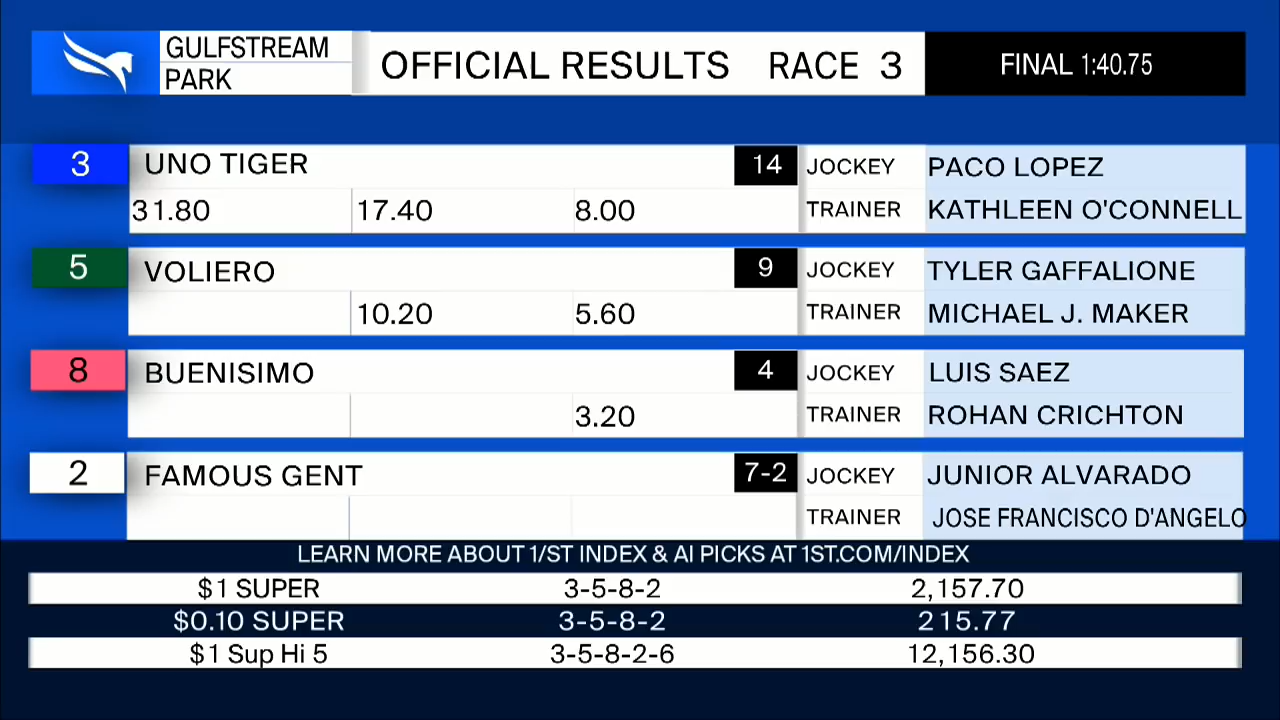 GULFSTREAM
PARK
OFFICIAL RESULTS RACE 3
FINAL 1:40.75
3 UNO TIGER 14 JOCKEY PACO LOPEZ
31.80 17.40 8.00 TRAINER KATHLEEN O'CONNELL
5 VOLIERO 9 JOCKEY TYLER GAFFALIONE
10.20 5.60 TRAINER MICHAEL J. MAKER
8 BUENISIMO 4 JOCKEY LUIS SAEZ
3.20 TRAINER ROHAN CRICHTON
2 FAMOUS GENT 7-2 JOCKEY JUNIOR ALVARADO
TRAINER JOSE FRANCISCO D'ANGELO
LEARN MORE ABOUT 1/ST INDEX & AI PICKS AT 1ST.COM/INDEX
$1 SUPER 3-5-8-2 2,157.70
$0.10 SUPER 3-5-8-2 215.77
$1 Sup Hi 5 3-5-8-2-6 12,156.30